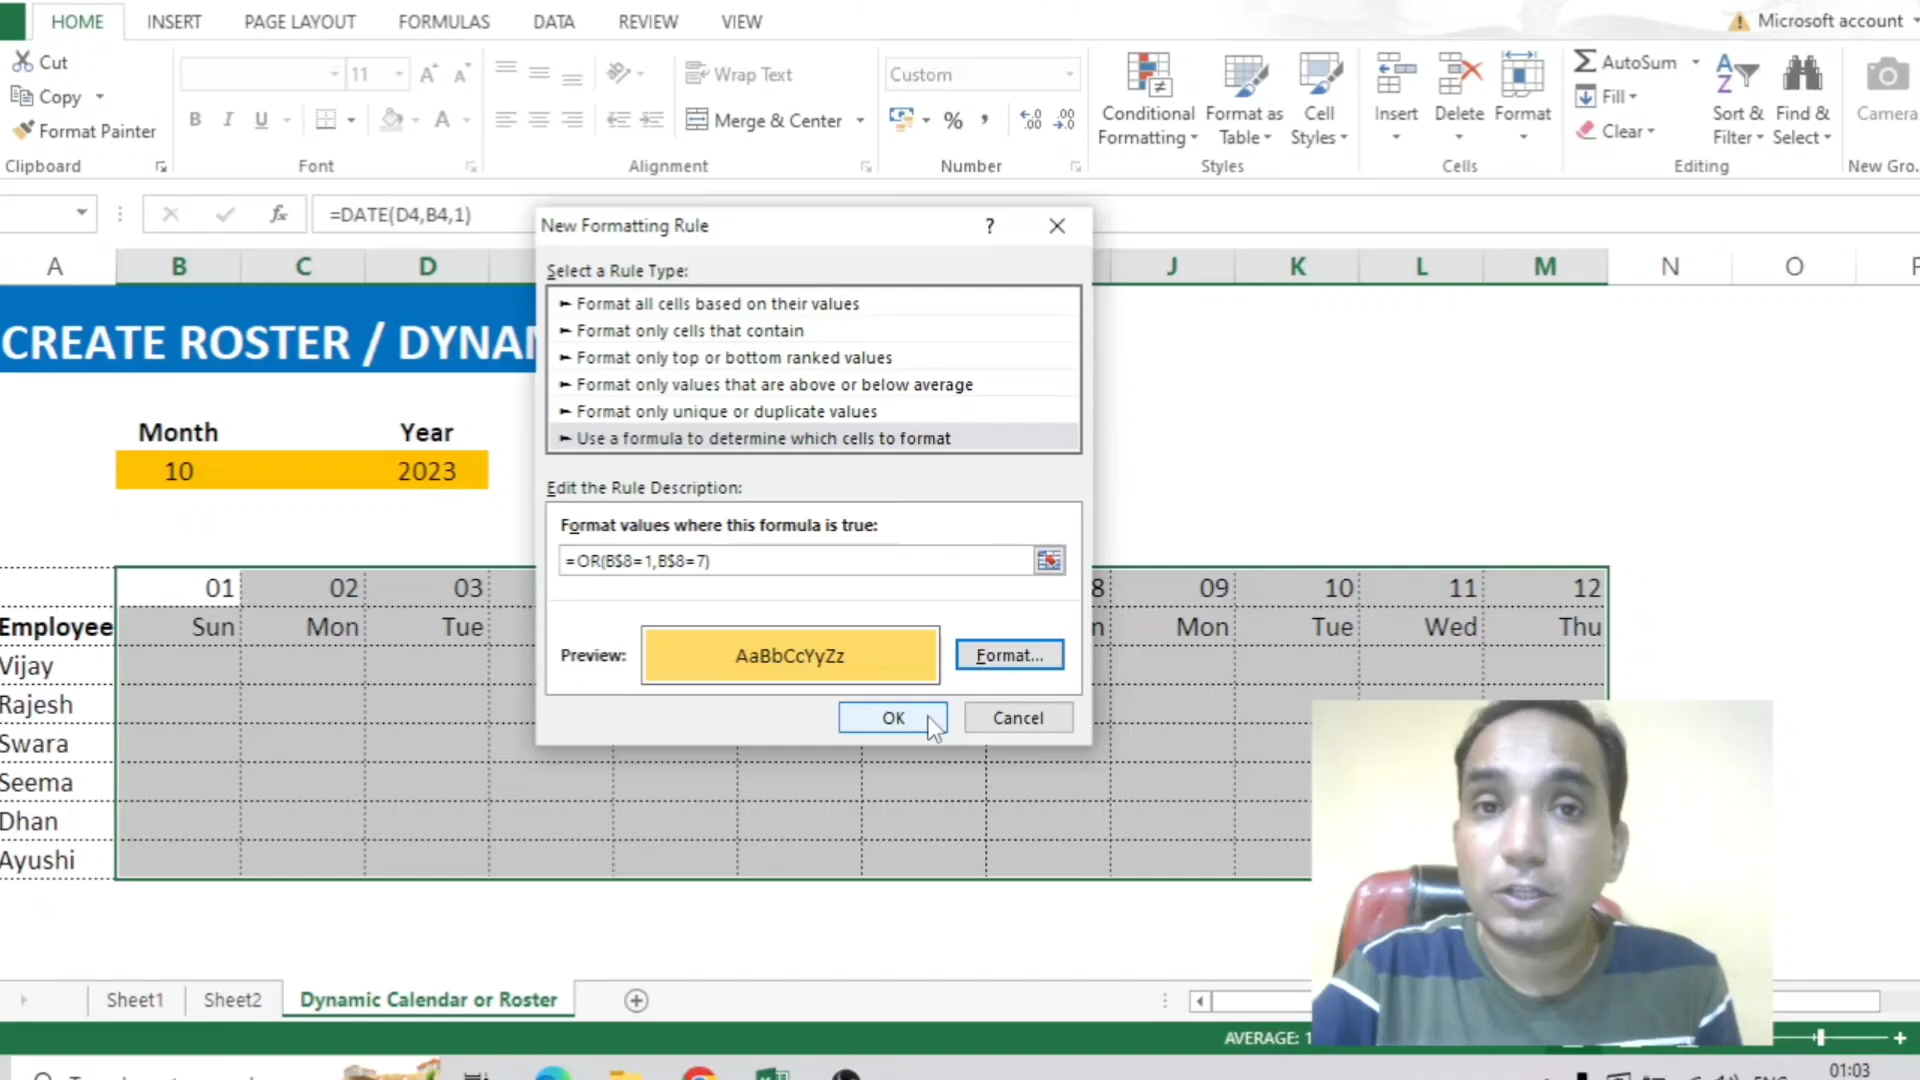 HOME INSERT PAGE LAYOUT FORMULAS DATA REVIEW VIEW Microsoft account
Cut
Copy
Format Painter
Clipboard
11
B I U A
Font
Wrap Text
Merge & Center
Alignment
Custom
%
Number
Conditional Formatting
Format as Table
Cell Styles
Styles
Insert
Delete
Format
Cells
AutoSum
Fill
Clear
Sort & Filter
Find & Select
Editing
Camera
New Gro...
fx =DATE(D4,B4,1)
A B C D J K L M N O
CREATE ROSTER /
Month Year
10 2023
01 02 03 09 10 11 12
Employee Sun Mon Tue Mon Tue Wed Thu
Vijay
Rajesh
Swara
Seema
Dhan
Ayushi
New Formatting Rule ?
Select a Rule Type:
► Format all cells based on their values
► Format only cells that contain
► Format only top or bottom ranked values
► Format only values that are above or below average
► Format only unique or duplicate values
► Use a formula to determine which cells to format
Edit the Rule Description:
Format values where this formula is true:
=OR(B$8=1,B$8=7)
Preview: AaBbCcYyZz Format...
OK Cancel
Sheet1 Sheet2 Dynamic Calendar or Roster
AVERAGE: 1
01:03